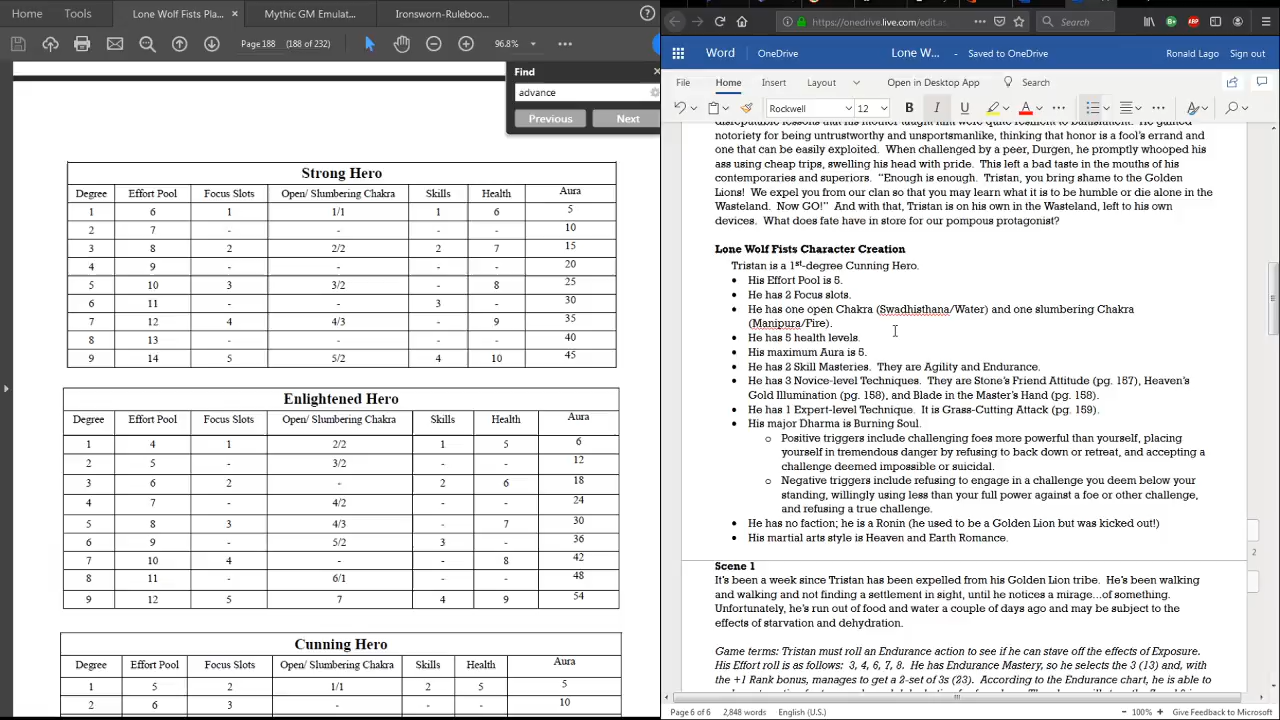 Home Tools Lone Wolf Fists Pla... × Mythic GM Emulat... Ironsworn-Ruleboo...
Page 188 (188 of 232) 96.8%
Find
advance
Previous Next
Strong Hero
Degree Effort Pool Focus Slots Open/ Slumbering Chakra Skills Health Aura
1 6 1 1/1 1 6 5
2 7 - - - - 10
3 8 2 2/2 2 7 15
4 9 - - - - 20
5 10 3 3/2 - 8 25
6 11 - - 3 - 30
7 12 4 4/3 - 9 35
8 13 - - - - 40
9 14 5 5/2 4 10 45
Enlightened Hero
Degree Effort Pool Focus Slots Open/ Slumbering Chakra Skills Health Aura
1 4 1 2/2 1 5 6
2 5 - 3/2 - - 12
3 6 2 - 2 6 18
4 7 - 4/2 - - 24
5 8 3 4/3 - 7 30
6 9 - 5/2 3 - 36
7 10 4 - - 8 42
8 11 - 6/1 - - 48
9 12 5 7 4 9 54
Cunning Hero
Degree Effort Pool Focus Slots Open/ Slumbering Chakra Skills Health Aura
1 5 2 1/1 2 5 5
2 6 3 - - - 10
https://onedrive.live.com/edit.as Search
Word OneDrive Lone W... - Saved to OneDrive Ronald Lago Sign out
File Home Insert Layout Open in Desktop App Search
Rockwell 12 B I U A
disreputable lessons that his mother taught him were quite resilient to banishment. He gained
notoriety for being untrustworthy and unsportsmanlike, thinking that honor is a fool's errand and
one that can be easily exploited. When challenged by a peer, Durgen, he promptly whooped his
ass using cheap trips, swelling his head with pride. This left a bad taste in the mouths of his
contemporaries and superiors. "Enough is enough. Tristan, you bring shame to the Golden
Lions! We expel you from our clan so that you may learn what it is to be humble or die alone in the
Wasteland. Now GO!" And with that, Tristan is on his own in the Wasteland, left to his own
devices. What does fate have in store for our pompous protagonist?
Lone Wolf Fists Character Creation
Tristan is a 1st-degree Cunning Hero.
• His Effort Pool is 5.
• He has 2 Focus slots.
• He has one open Chakra (Swadhisthana/Water) and one slumbering Chakra
(Manipura/Fire).
• He has 5 health levels.
• His maximum Aura is 5.
• He has 2 Skill Masteries. They are Agility and Endurance.
• He has 3 Novice-level Techniques. They are Stone's Friend Attitude (pg. 157), Heaven's
Gold Illumination (pg. 158), and Blade in the Master's Hand (pg. 158).
• He has 1 Expert-level Technique. It is Grass-Cutting Attack (pg. 159).
• His major Dharma is Burning Soul.
o Positive triggers include challenging foes more powerful than yourself, placing
yourself in tremendous danger by refusing to back down or retreat, and accepting a
challenge deemed impossible or suicidal.
o Negative triggers include refusing to engage in a challenge you deem below your
standing, willingly using less than your full power against a foe or other challenge,
and refusing a true challenge.
• He has no faction; he is a Ronin (he used to be a Golden Lion but was kicked out!)
• His martial arts style is Heaven and Earth Romance.
Scene 1
It's been a week since Tristan has been expelled from his Golden Lion tribe. He's been walking
and walking and not finding a settlement in sight, until he notices a mirage...of something.
Unfortunately, he's run out of food and water a couple of days ago and may be subject to the
effects of starvation and dehydration.
Game terms: Tristan must roll an Endurance action to see if he can stave off the effects of Exposure.
His Effort roll is as follows: 3, 4, 6, 7, 8. He has Endurance Mastery, so he selects the 3 (13) and, with
the +1 Rank bonus, manages to get a 2-set of 3s (23). According to the Endurance chart, he is able to
Page 6 of 6 2,848 words English (U.S.) - 100% + Give Feedback to Microsoft